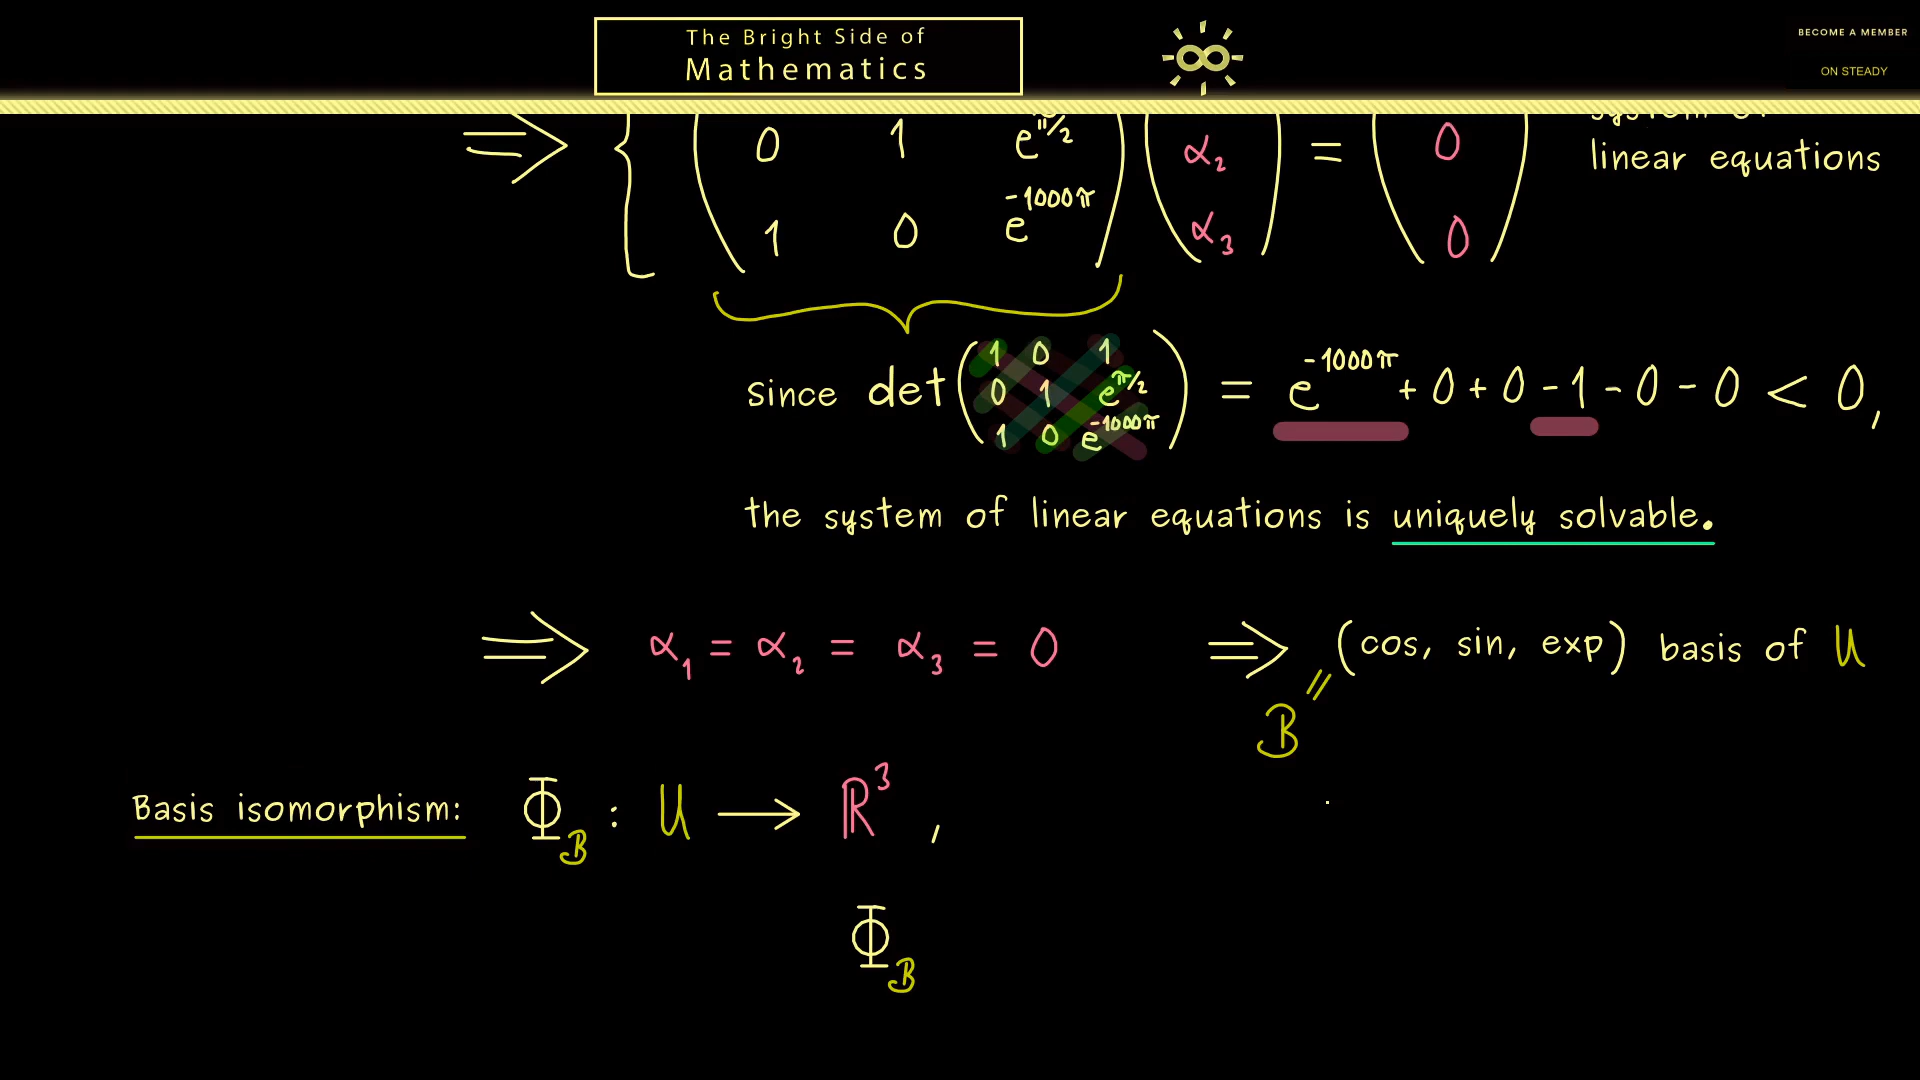 The Bright Side of
Mathematics
BECOME A MEMBER
ON STEADY
⇒ { ( 0 1 e^{π/2} ) ( α₂ ) = ( 0 )
linear equations
( 1 0 e^{-1000π} ) ( α₃ ) ( 0 )
since det ( 1 0 1
0 1 e^{π/2}
1 0 e^{-1000π} ) = e^{-1000π} + 0 + 0 - 1 - 0 - 0 < 0,
the system of linear equations is uniquely solvable.
⇒ α₁ = α₂ = α₃ = 0 ⇒ (cos, sin, exp) basis of U
= B
Basis isomorphism: Φ_B : U → ℝ³ ,
Φ_B